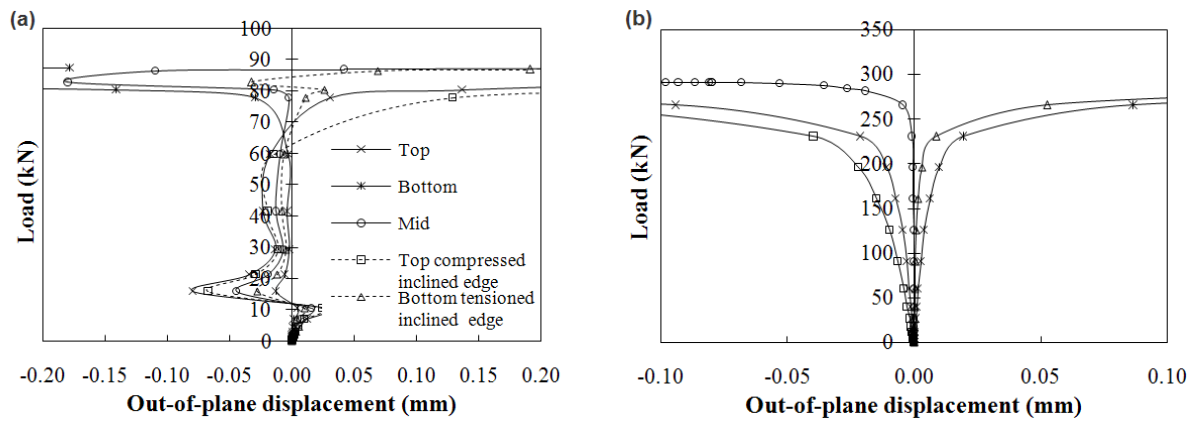 (a)
100
90
80
70
60
50
40
30
20
10
0
Load (kN)
-0.20 -0.15 -0.10 -0.05 0.00 0.05 0.10 0.15 0.20
Out-of-plane displacement (mm)
Top
Bottom
Mid
Top compressed
inclined edge
Bottom tensioned
inclined edge
(b)
350
300
250
200
150
100
50
0
Load (kN)
-0.10 -0.05 0.00 0.05 0.10
Out-of-plane displacement (mm)